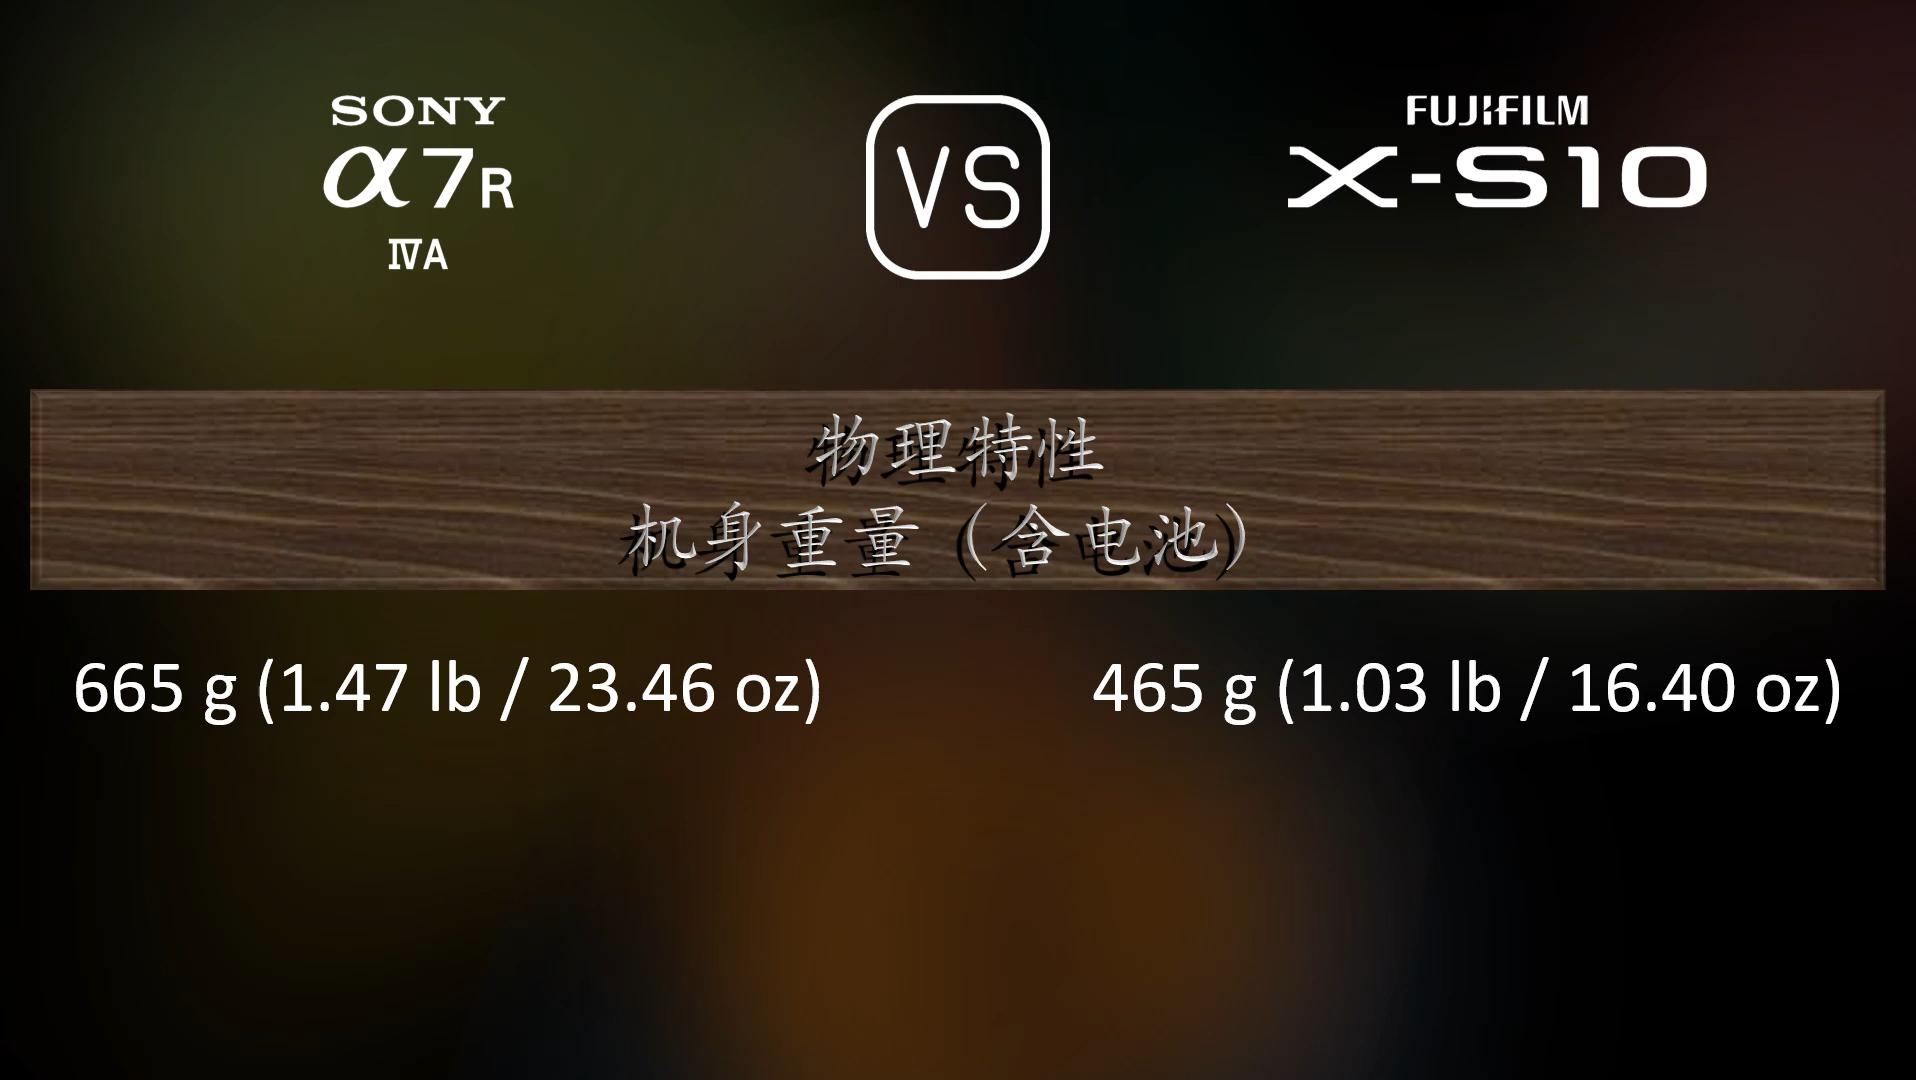 SONY
α7R
ⅣA
VS
FUJIFILM
X-S10
物理特性
机身重量（含电池）
665 g (1.47 lb / 23.46 oz)
465 g (1.03 lb / 16.40 oz)